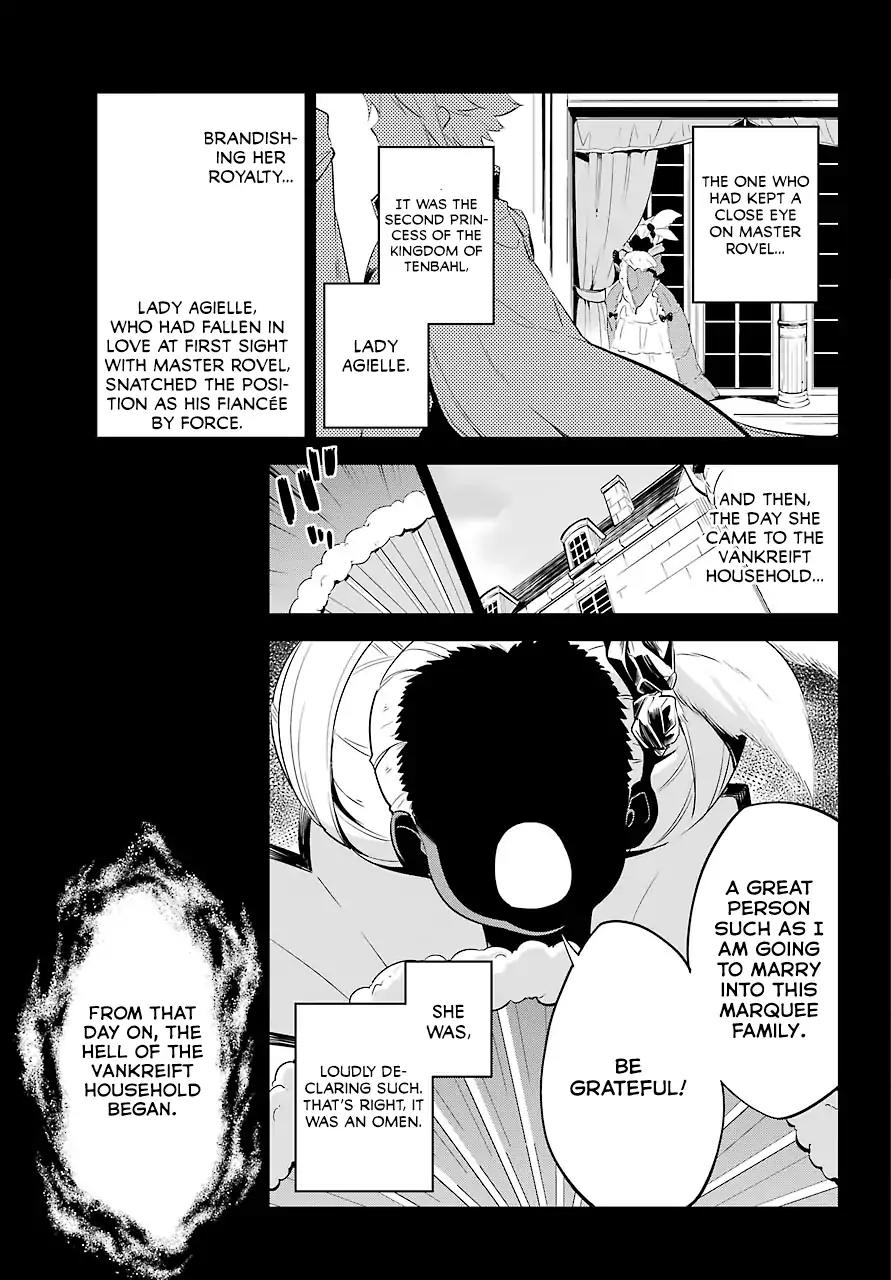 THE ONE WHO
HAD KEPT A
CLOSE EYE
ON MASTER
ROVEL...
IT WAS THE
SECOND PRIN-
CESS OF THE
KINGDOM OF
TENBAHL,
LADY
AGIELLE.
BRANDISH-
ING HER
ROYALTY...
LADY AGIELLE,
WHO HAD FALLEN IN
LOVE AT FIRST SIGHT
WITH MASTER ROVEL,
SNATCHED THE POSI-
TION AS HIS FIANCÉE
BY FORCE.
AND THEN,
THE DAY SHE
CAME TO THE
VANKREIFT
HOUSEHOLD...
A GREAT
PERSON
SUCH AS I
AM GOING
TO MARRY
INTO THIS
MARQUEE
FAMILY.
BE
GRATEFUL!
SHE
WAS,
LOUDLY DE-
CLARING SUCH.
THAT'S RIGHT, IT
WAS AN OMEN.
FROM THAT
DAY ON, THE
HELL OF THE
VANKREIFT
HOUSEHOLD
BEGAN.